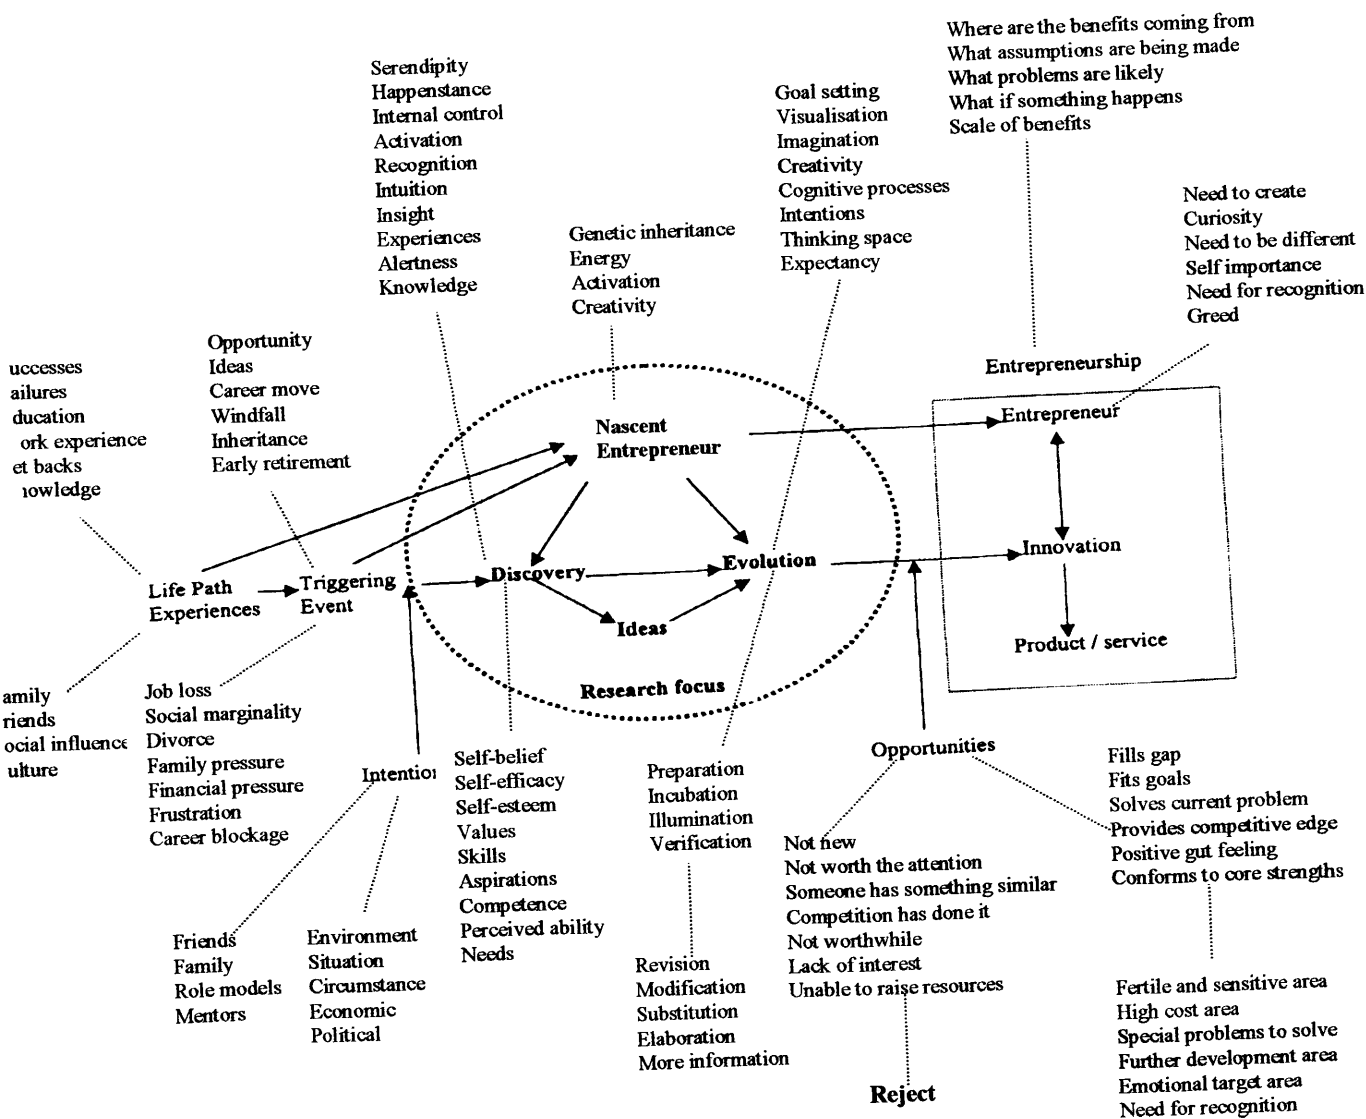 Where are the benefits coming from
What assumptions are being made
What problems are likely
What if something happens
Scale of benefits
Serendipity
Happenstance
Internal control
Activation
Recognition
Intuition
Insight
Experiences
Alertness
Knowledge
Goal setting
Visualisation
Imagination
Creativity
Cognitive processes
Intentions
Thinking space
Expectancy
Need to create
Curiosity
Need to be different
Self importance
Need for recognition
Greed
Genetic inheritance
Energy
Activation
Creativity
Opportunity
Ideas
Career move
Windfall
Inheritance
Early retirement
uccesses
ailures
ducation
ork experience
et backs
nowledge
Entrepreneurship
Entrepreneur
Nascent
Entrepreneur
Innovation
Evolution
Discovery
Triggering
Event
Life Path
Experiences
Ideas
Product / service
Research focus
amily
riends
ocial influence
ulture
Job loss
Social marginality
Divorce
Family pressure
Financial pressure
Frustration
Career blockage
Intention
Self-belief
Self-efficacy
Self-esteem
Values
Skills
Aspirations
Competence
Perceived ability
Needs
Preparation
Incubation
Illumination
Verification
Opportunities
Fills gap
Fits goals
Solves current problem
Provides competitive edge
Positive gut feeling
Conforms to core strengths
Not new
Not worth the attention
Someone has something similar
Competition has done it
Not worthwhile
Lack of interest
Unable to raise resources
Friends
Family
Role models
Mentors
Environment
Situation
Circumstance
Economic
Political
Revision
Modification
Substitution
Elaboration
More information
Fertile and sensitive area
High cost area
Special problems to solve
Further development area
Emotional target area
Need for recognition
Reject